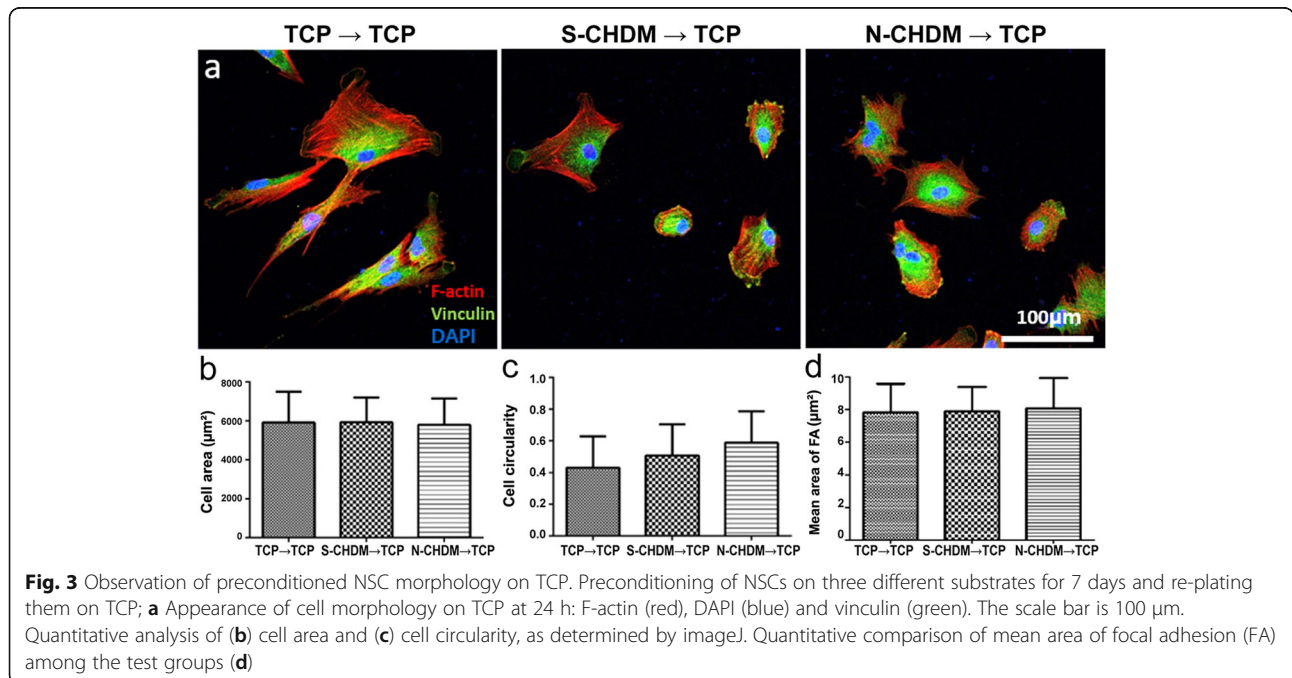 TCP → TCP
S-CHDM → TCP
N-CHDM → TCP
a
F-actin
Vinculin
DAPI
100µm
b
Cell area (µm²)
8000
6000
4000
2000
0
TCP→TCP
S-CHDM→TCP
N-CHDM→TCP
c
Cell circularity
1.0
0.8
0.6
0.4
0.2
0.0
TCP→TCP
S-CHDM→TCP
N-CHDM→TCP
d
Mean area of FA (µm²)
10
8
6
4
2
0
TCP→TCP
S-CHDM→TCP
N-CHDM→TCP
Fig. 3 Observation of preconditioned NSC morphology on TCP. Preconditioning of NSCs on three different substrates for 7 days and re-plating
them on TCP; a Appearance of cell morphology on TCP at 24 h: F-actin (red), DAPI (blue) and vinculin (green). The scale bar is 100 µm.
Quantitative analysis of (b) cell area and (c) cell circularity, as determined by imageJ. Quantitative comparison of mean area of focal adhesion (FA)
among the test groups (d)